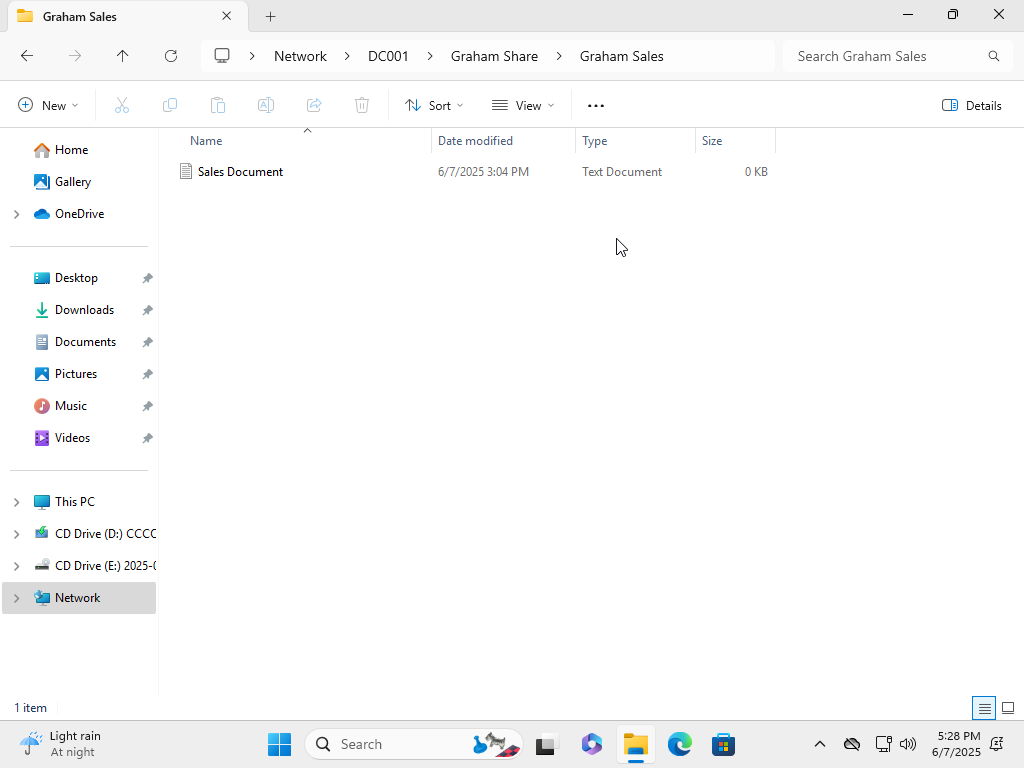 Graham Sales
Network DC001 Graham Share Graham Sales
Search Graham Sales
New Sort View Details
Name Date modified Type Size
Sales Document 6/7/2025 3:04 PM Text Document 0 KB
Home
Gallery
OneDrive
Desktop
Downloads
Documents
Pictures
Music
Videos
This PC
CD Drive (D:) CCCC
CD Drive (E:) 2025-0
Network
1 item
Light rain
At night
Search
5:28 PM
6/7/2025